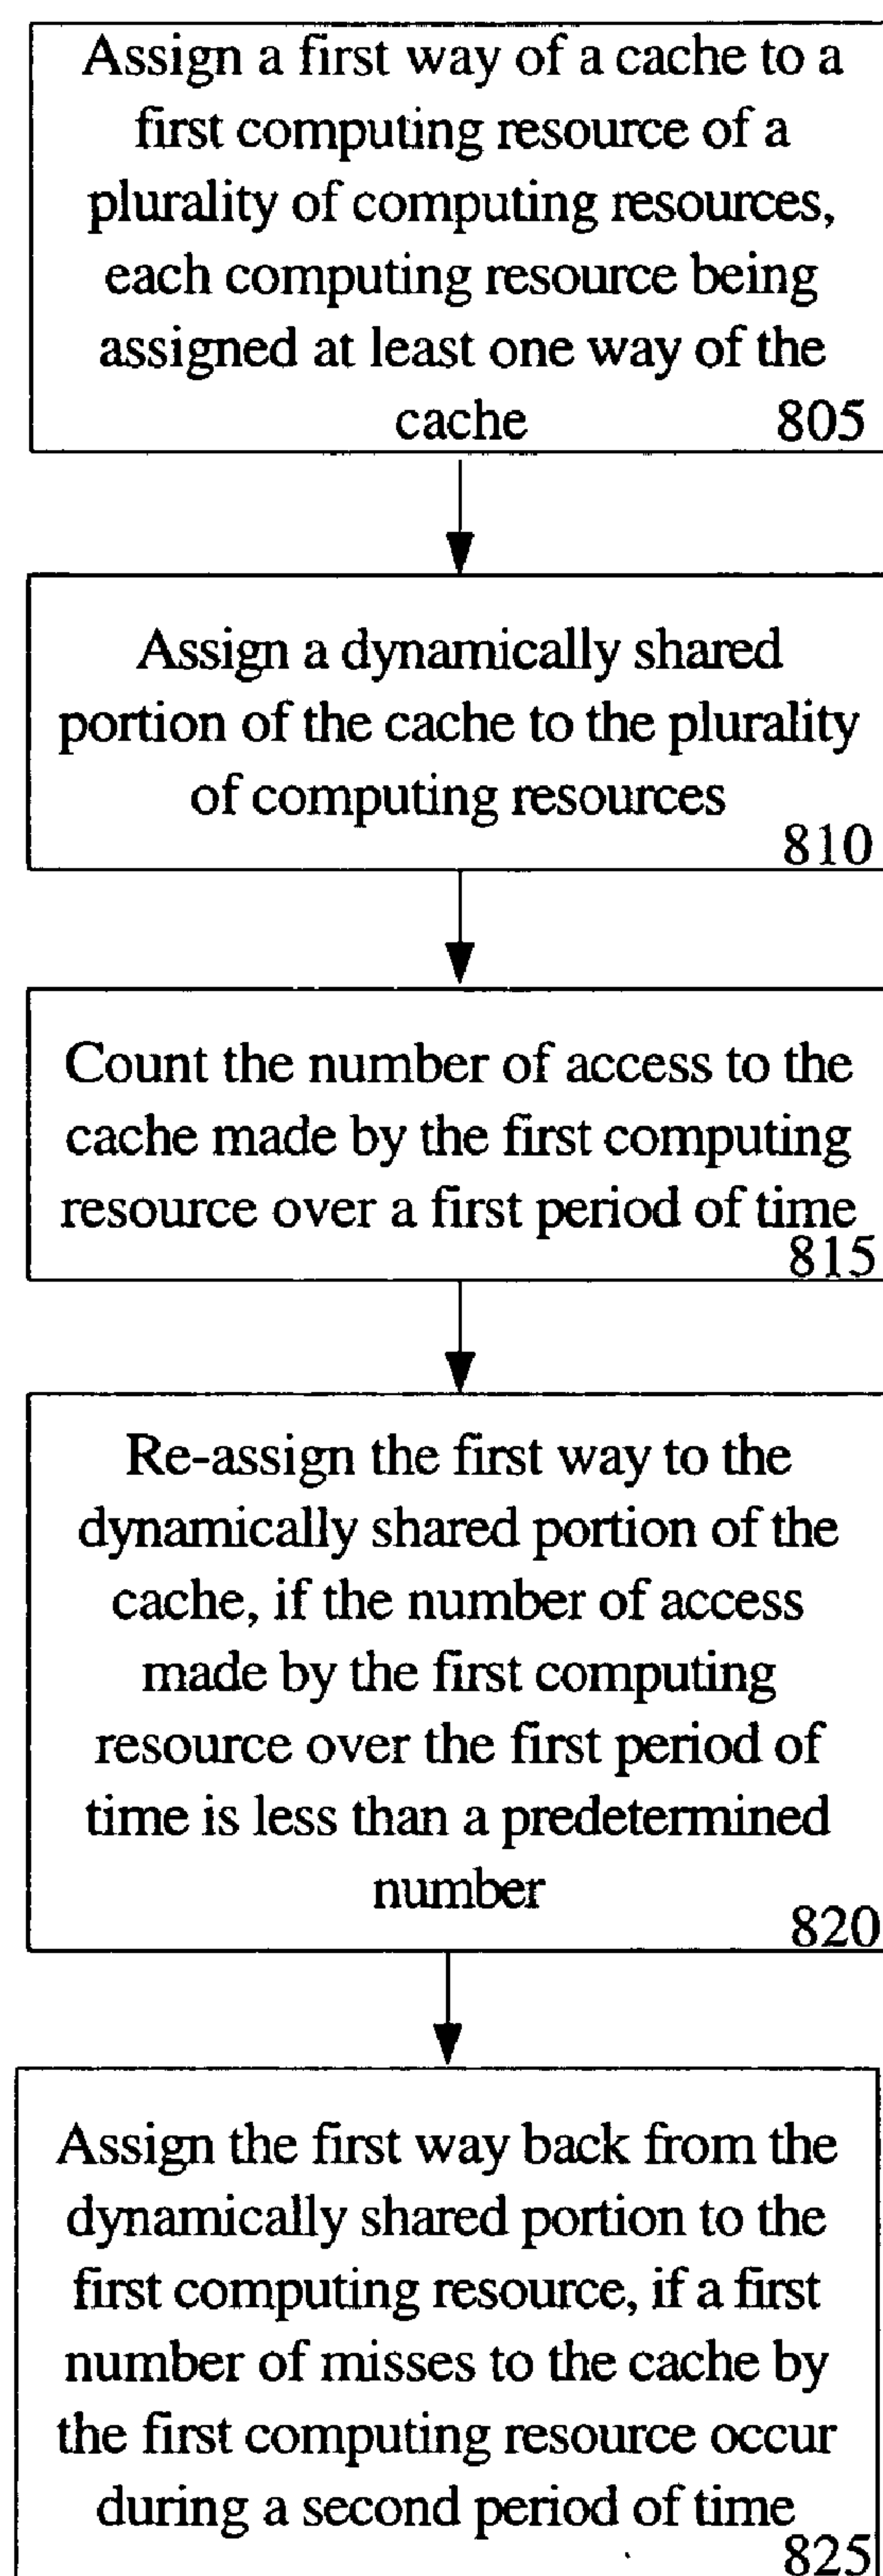 Assign a first way of a cache to a
first computing resource of a
plurality of computing resources,
each computing resource being
assigned at least one way of the
cache 805
Assign a dynamically shared
portion of the cache to the plurality
of computing resources
810
Count the number of access to the
cache made by the first computing
resource over a first period of time
815
Re-assign the first way to the
dynamically shared portion of the
cache, if the number of access
made by the first computing
resource over the first period of
time is less than a predetermined
number
820
Assign the first way back from the
dynamically shared portion to the
first computing resource, if a first
number of misses to the cache by
the first computing resource occur
during a second period of time
825